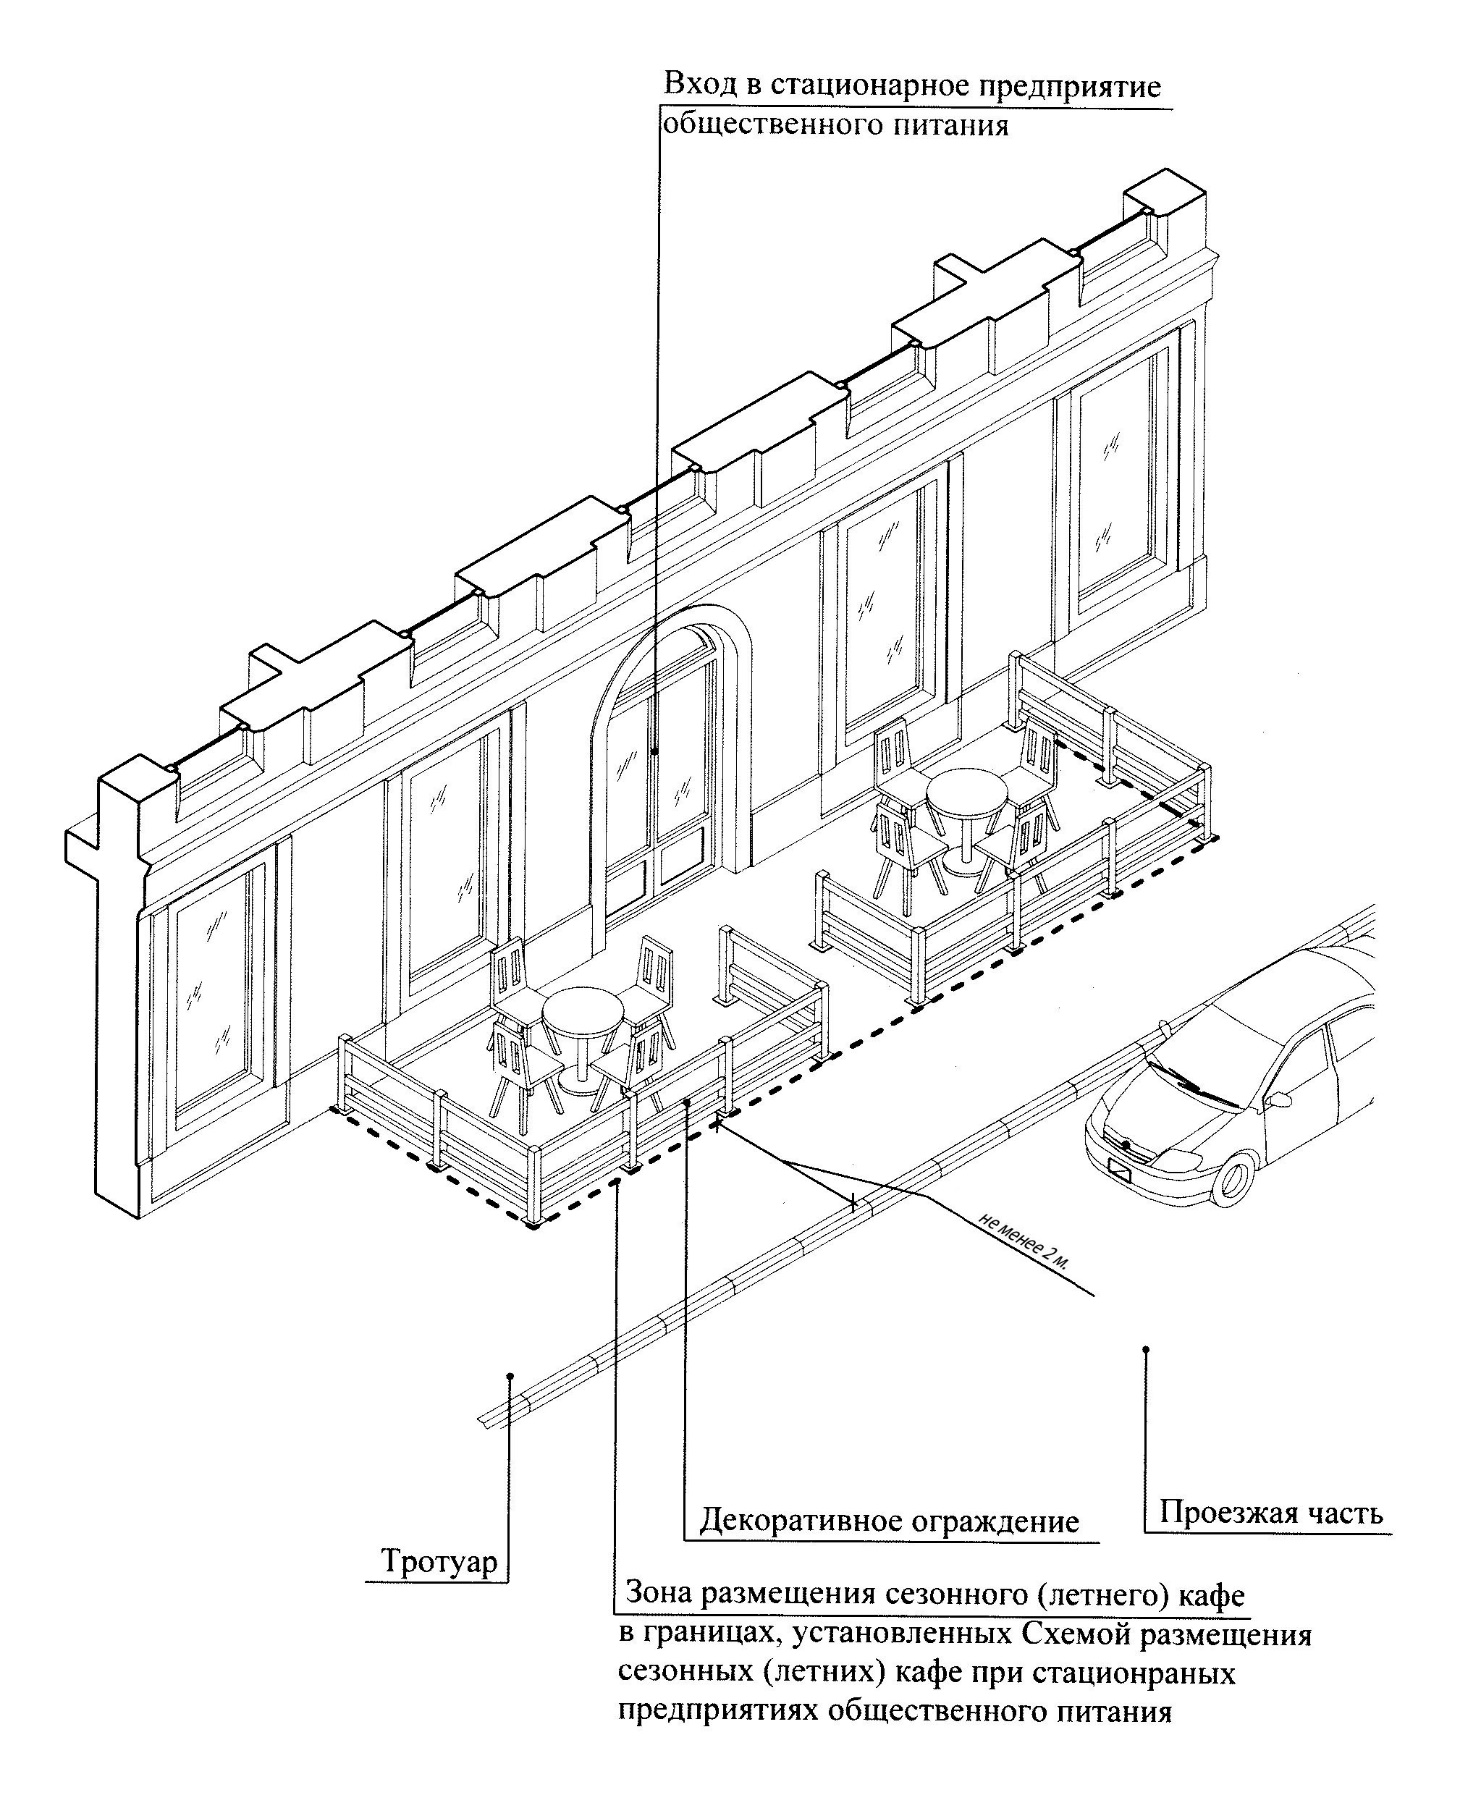 Вход в стационарное предприятие
общественного питания
не менее 2 м.
Декоративное ограждение
Проезжая часть
Тротуар
Зона размещения сезонного (летнего) кафе
в границах, установленных Схемой размещения
сезонных (летних) кафе при стационраных
предприятиях общественного питания